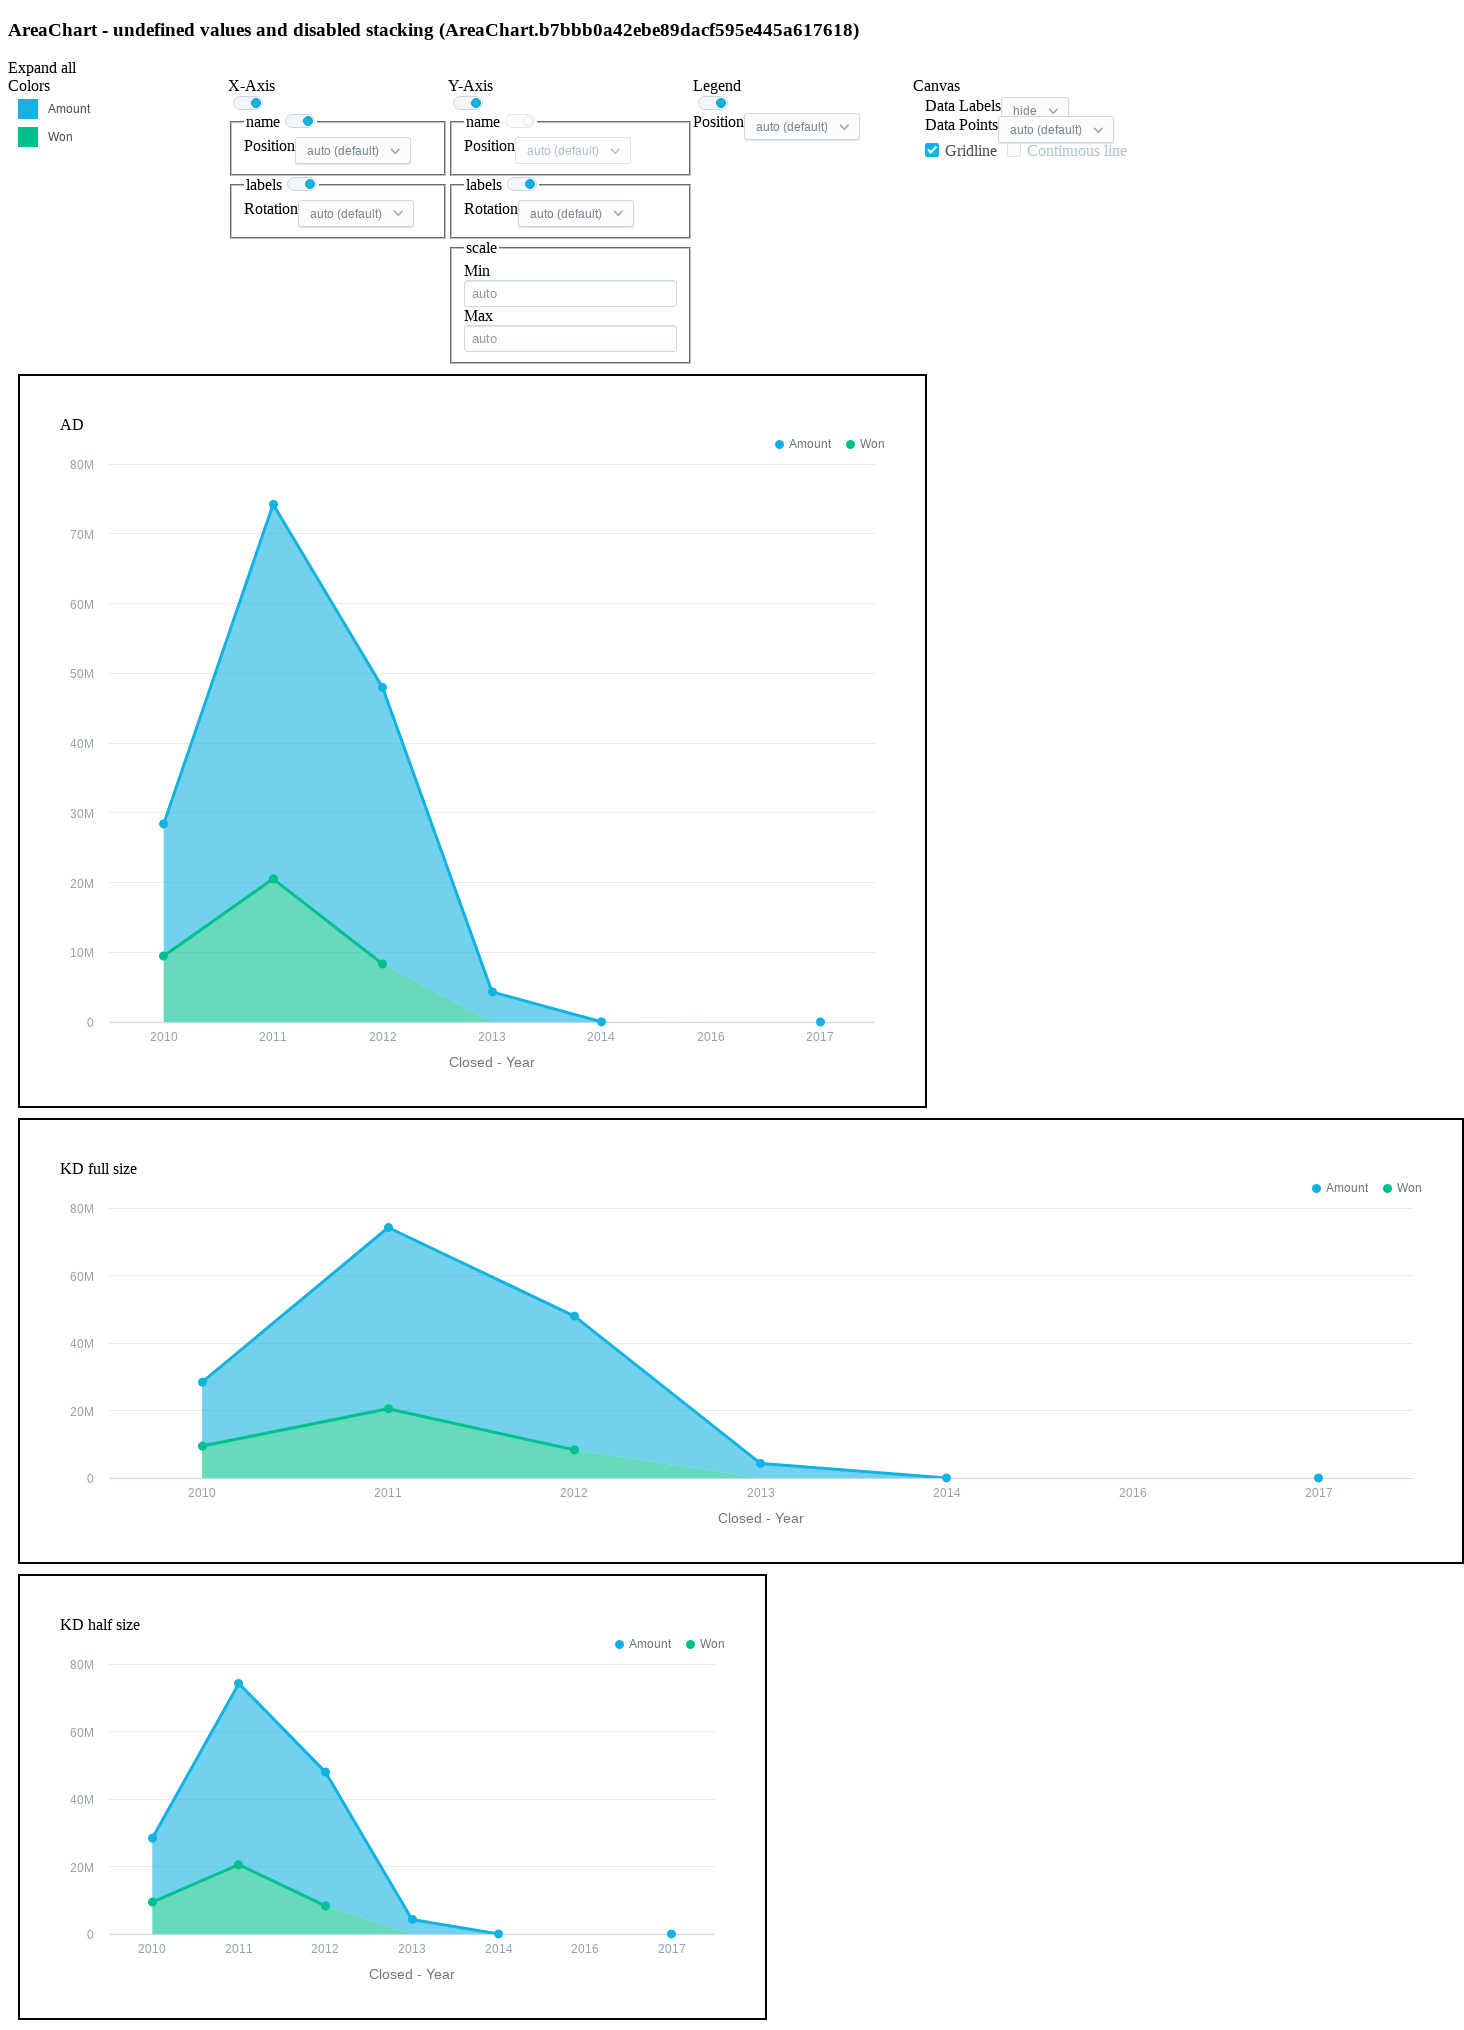 AreaChart - undefined values and disabled stacking (AreaChart.b7bbb0a42ebe89dacf595e445a617618)
Expand all
Colors
Amount
Won
X-Axis
name
Position auto (default)
labels
Rotation auto (default)
Y-Axis
name
Position auto (default)
labels
Rotation auto (default)
scale
Min
auto
Max
auto
Legend
Position auto (default)
Canvas
Data Labels hide
Data Points auto (default)
Gridline Continuous line
AD
Amount Won
80M
70M
60M
50M
40M
30M
20M
10M
0
2010 2011 2012 2013 2014 2016 2017
Closed - Year
KD full size
Amount Won
80M
60M
40M
20M
0
2010 2011 2012 2013 2014 2016 2017
Closed - Year
KD half size
Amount Won
80M
60M
40M
20M
0
2010 2011 2012 2013 2014 2016 2017
Closed - Year